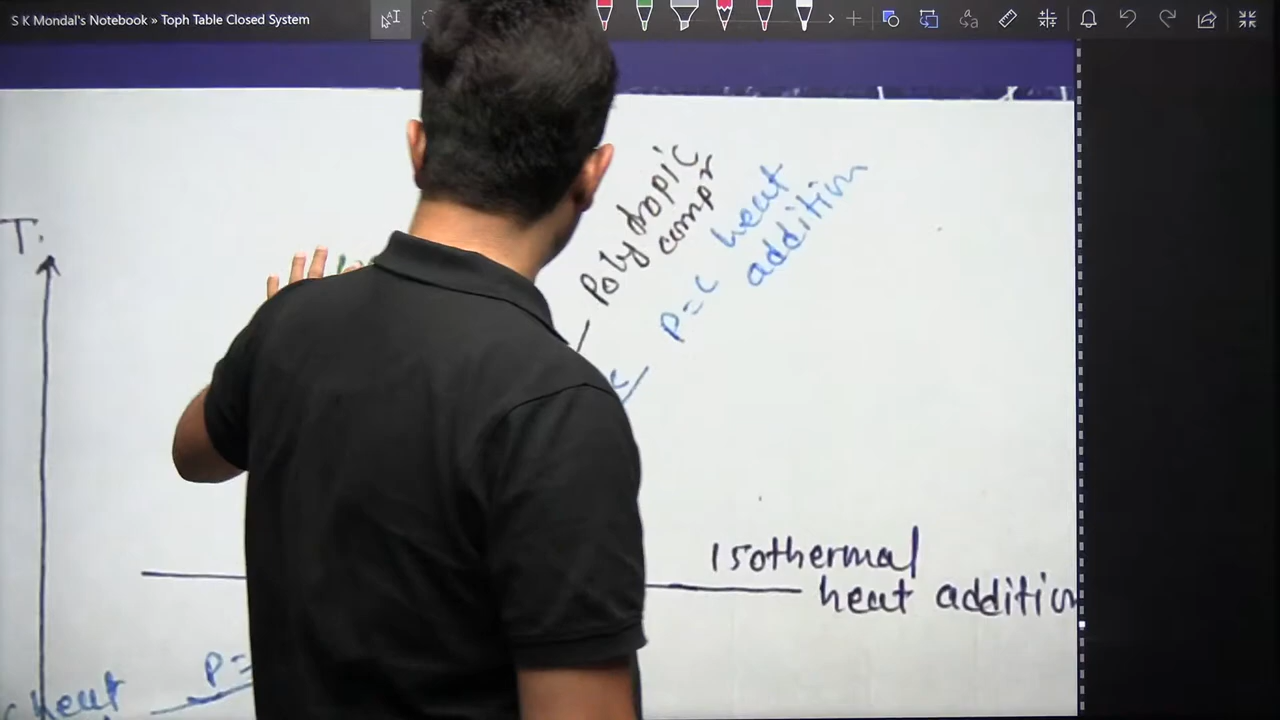 S K Mondal's Notebook » Toph Table Closed System
T.
Polytropic
compr
P=C heat
addition
C
Isothermal
heat addition
P=
heat